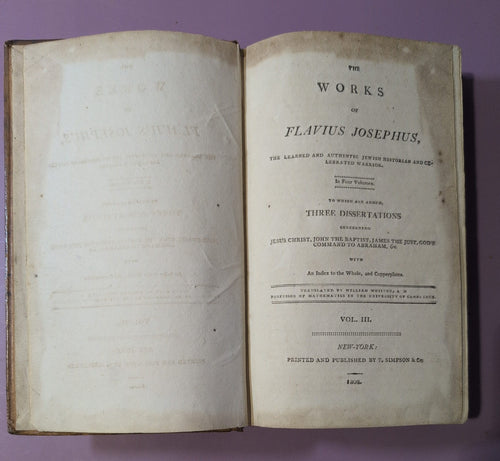 THE
WORKS
OF
FLAVIUS JOSEPHUS,
THE LEARNED AND AUTHENTIC JEWISH HISTORIAN AND CE-
LEBRATED WARRIOR.
In Four Volumes.
TO WHICH ARE ADDED,
THREE DISSERTATIONS
CONCERNING
JESUS CHRIST, JOHN THE BAPTIST, JAMES THE JUST, GOD'S
COMMAND TO ABRAHAM, &c
WITH
An Index to the Whole, and Copperplates.
TRANSLATED BY WILLIAM WHISTON, A M
PROFESSOR OF MATHEMATICS IN THE UNIVERSITY OF CAMBRIDGE.
VOL. III.
NEW-YORK:
PRINTED AND PUBLISHED BY T. SIMPSON & Co: